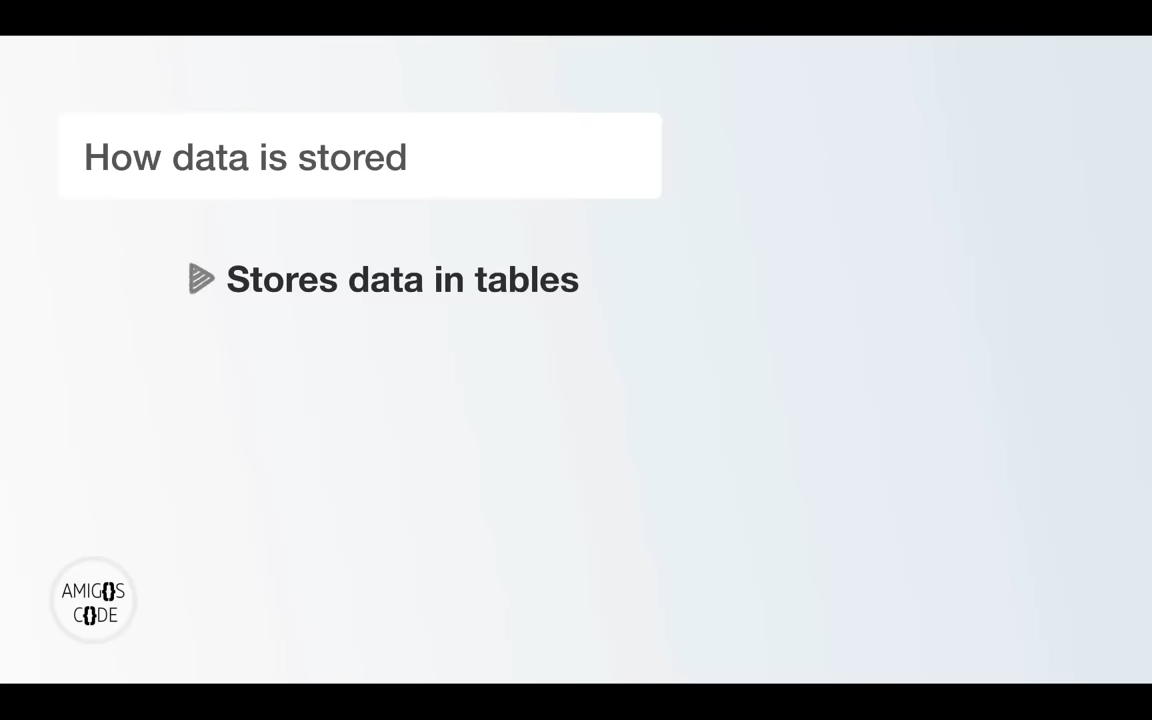 How data is stored
Stores data in tables
AMIG{}S
C{}DE